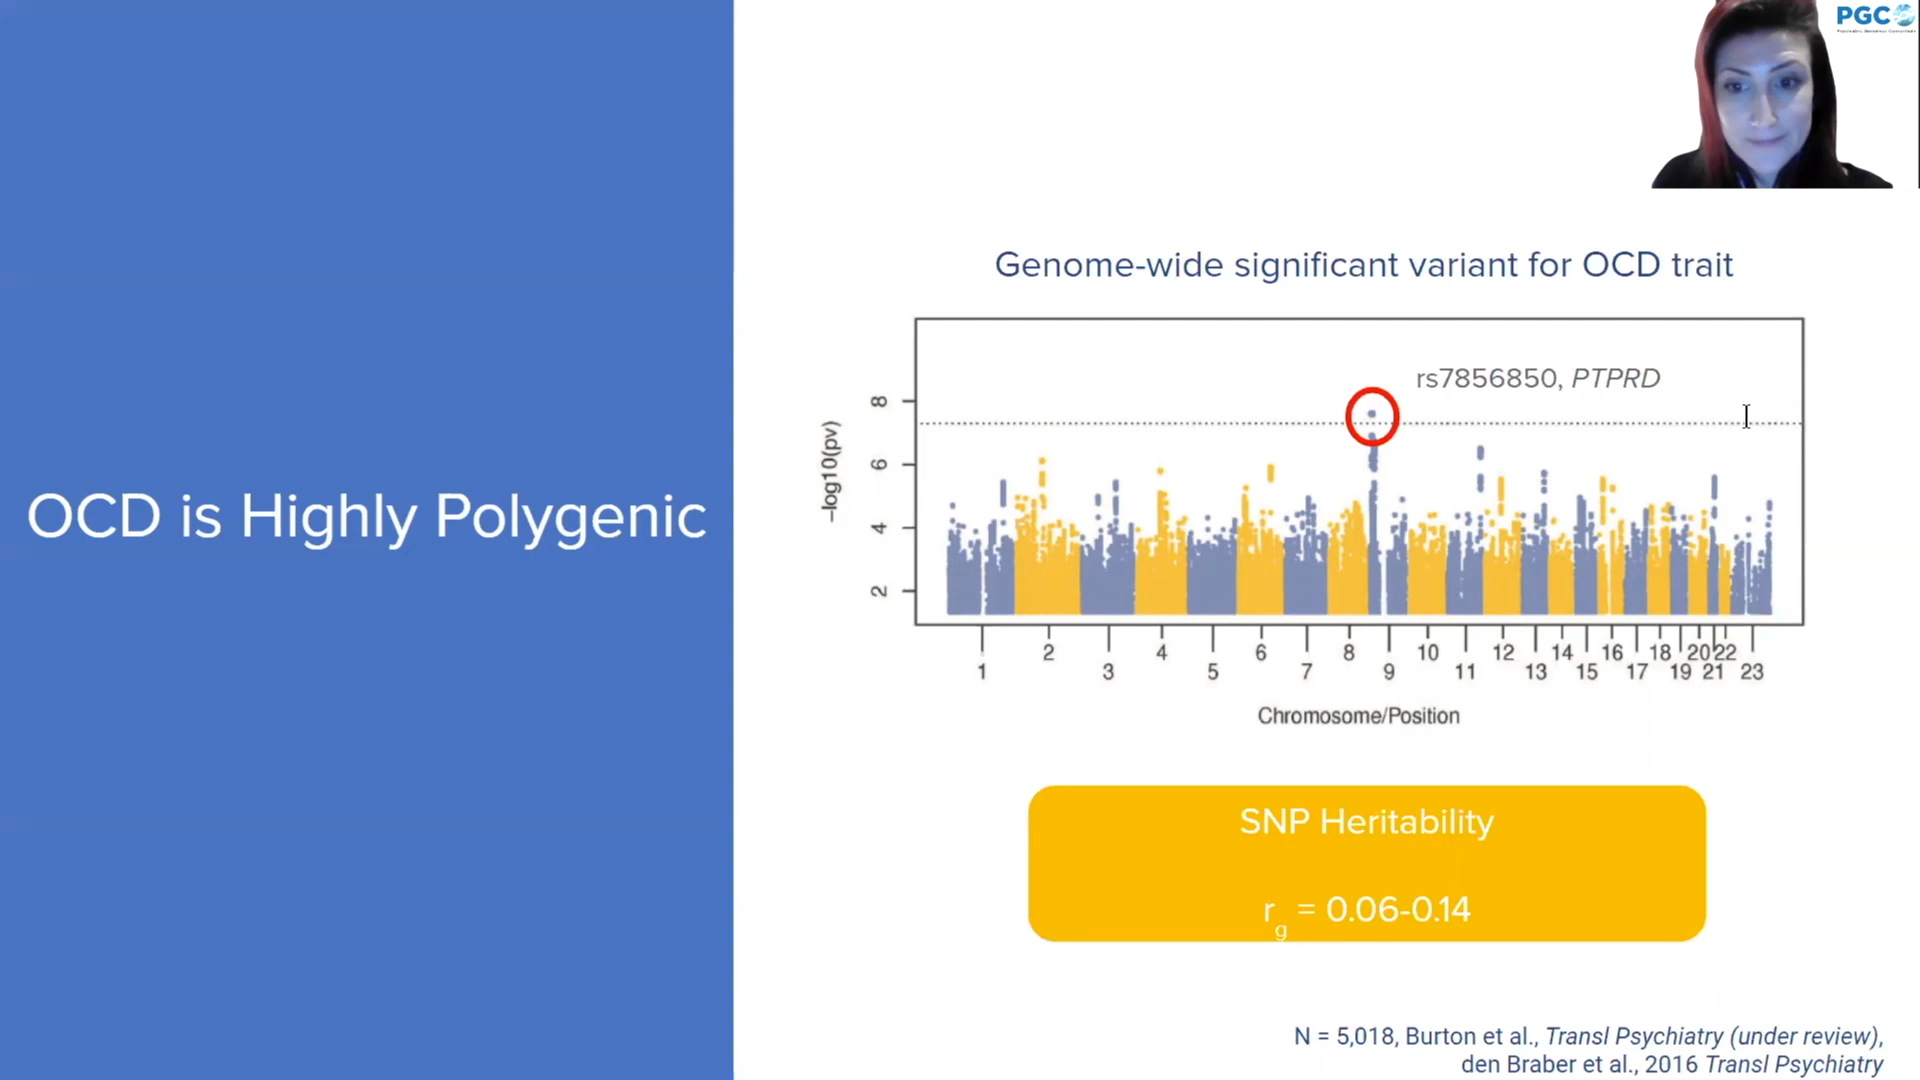 PGC
OCD is Highly Polygenic
Genome-wide significant variant for OCD trait
rs7856850, PTPRD
8
6
4
2
–log10(pv)
1 2 3 4 5 6 7 8 9 10 11 12 13 14 15 16 17 18 19 20 21 22 23
Chromosome/Position
SNP Heritability
rg = 0.06-0.14
N = 5,018, Burton et al., Transl Psychiatry (under review),
den Braber et al., 2016 Transl Psychiatry